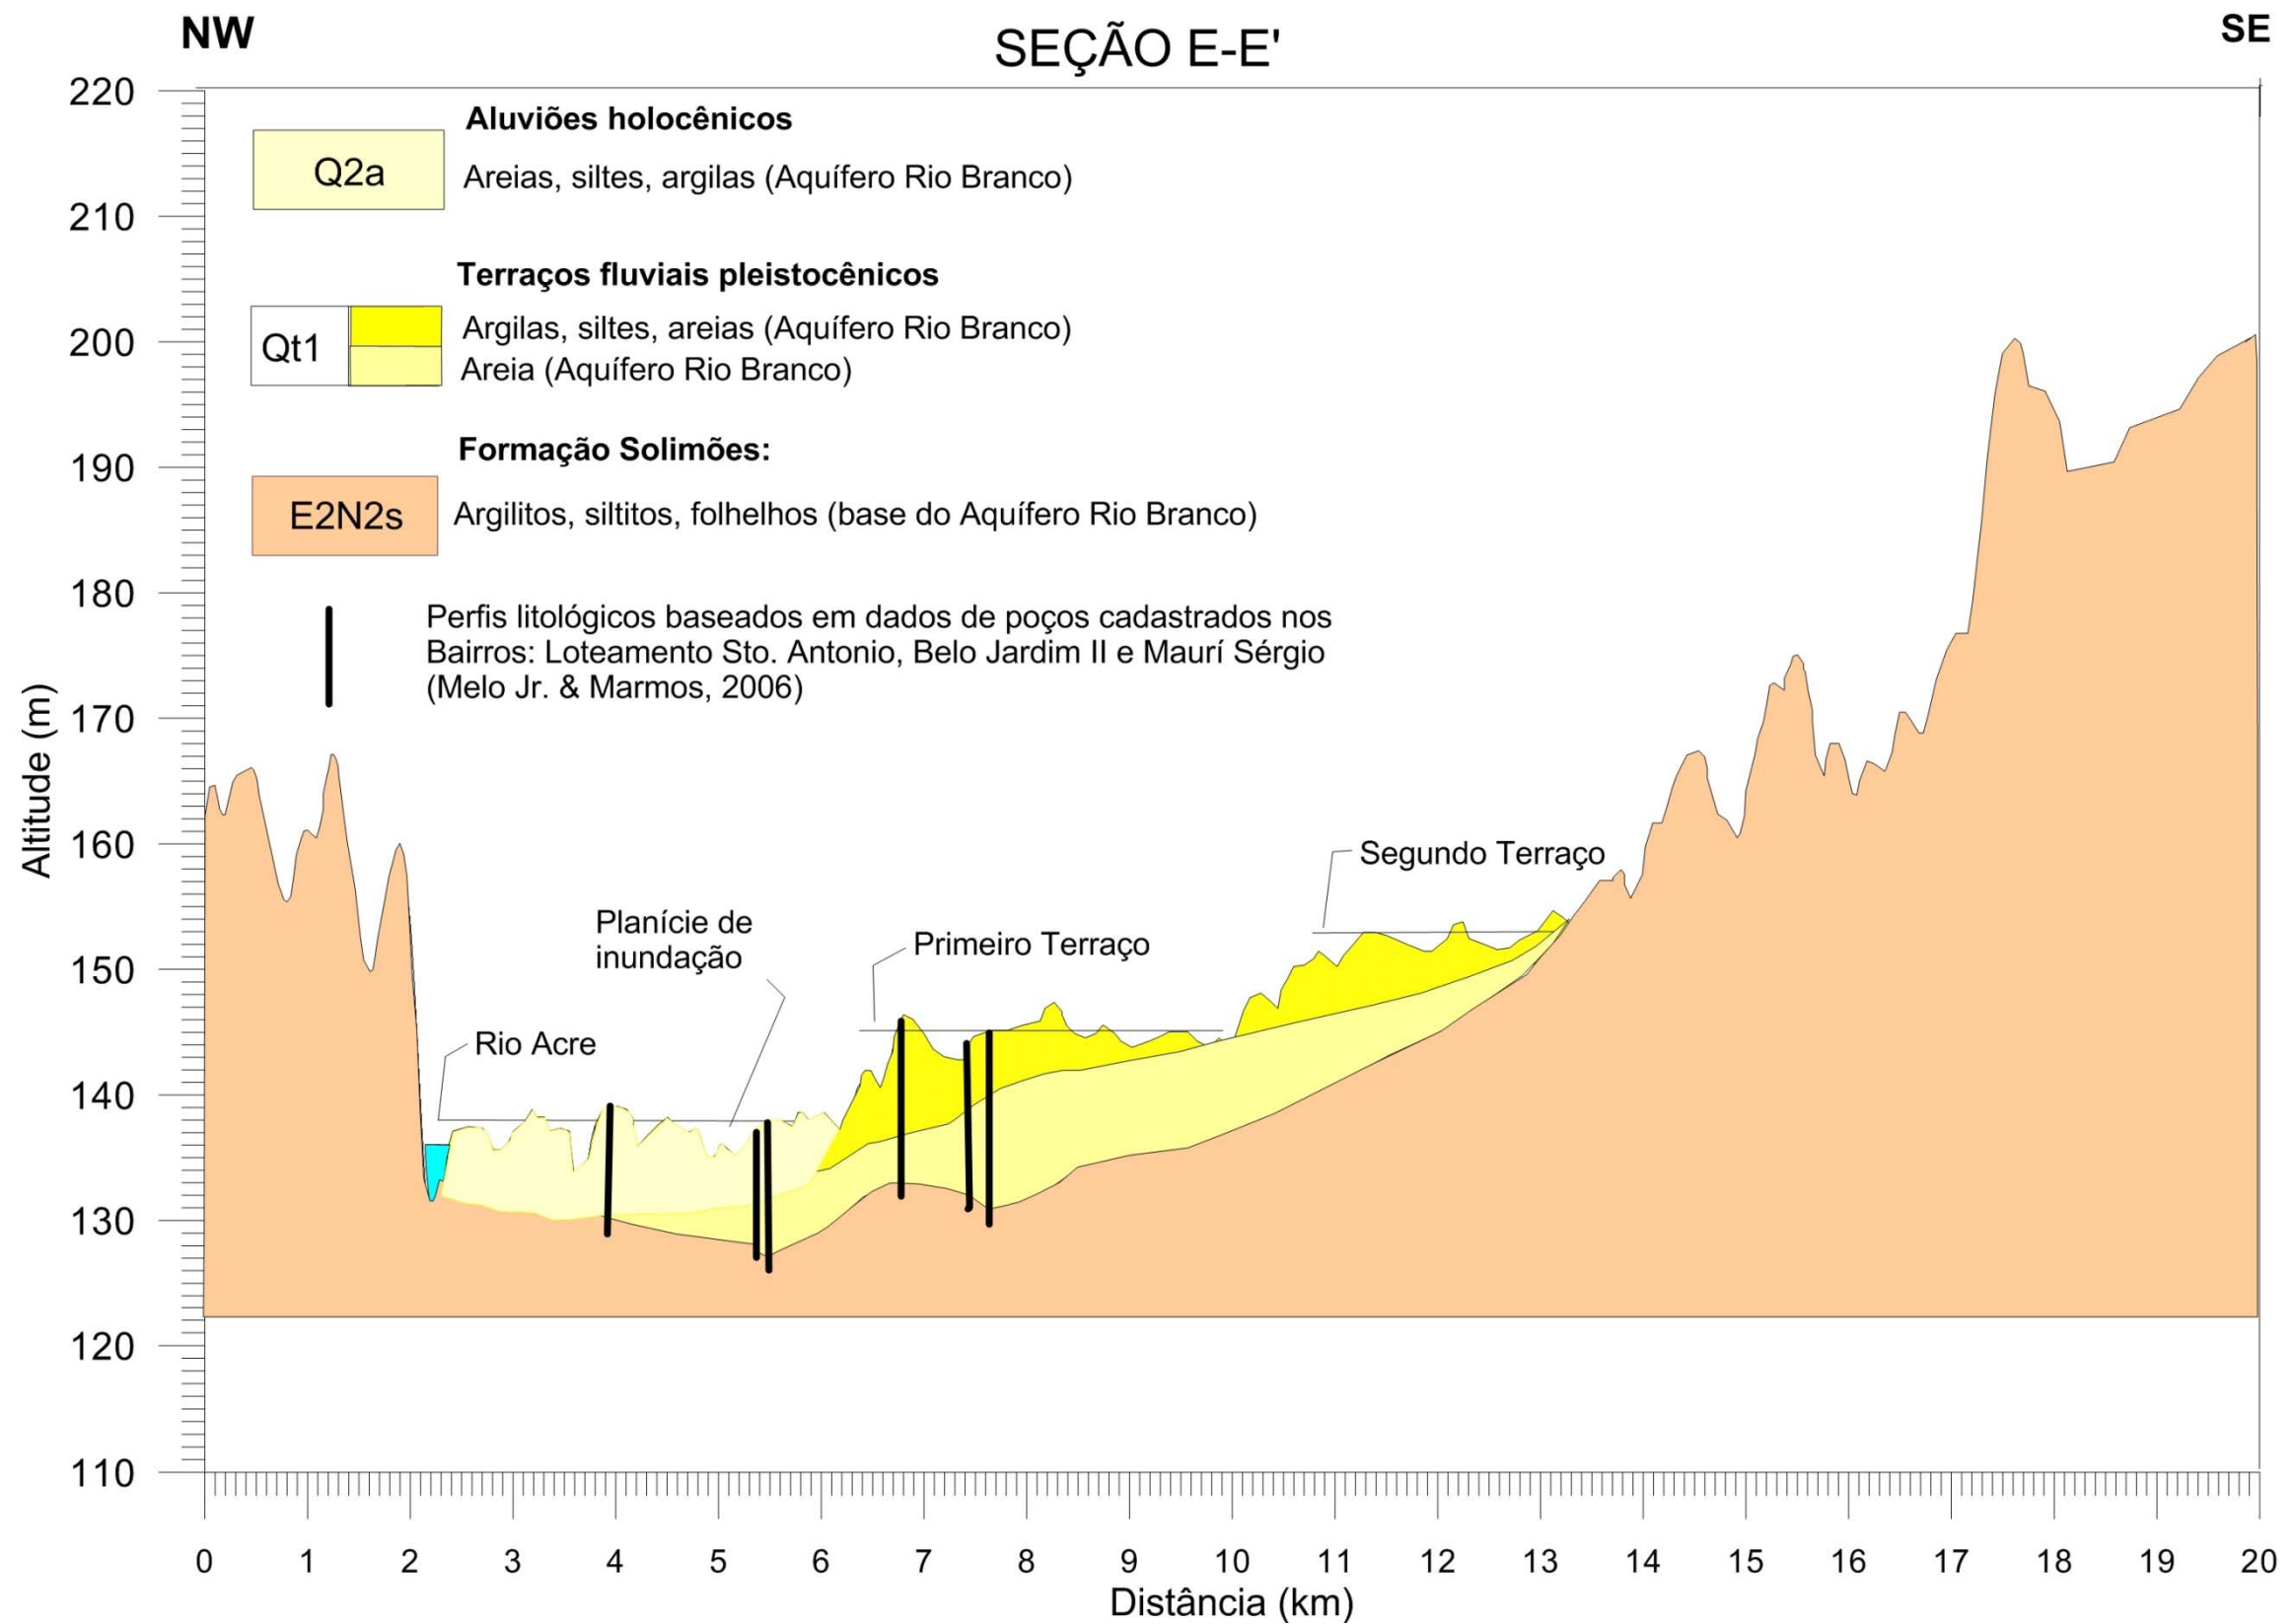 NW
SEÇÃO E-E'
SE
Aluviões holocênicos
Q2a
Areias, siltes, argilas (Aquífero Rio Branco)
Terraços fluviais pleistocênicos
Qt1
Argilas, siltes, areias (Aquífero Rio Branco)
Areia (Aquífero Rio Branco)
Formação Solimões:
E2N2s
Argilitos, siltitos, folhelhos (base do Aquífero Rio Branco)
Perfis litológicos baseados em dados de poços cadastrados nos
Bairros: Loteamento Sto. Antonio, Belo Jardim II e Maurí Sérgio
(Melo Jr. & Marmos, 2006)
Segundo Terraço
Planície de
inundação
Primeiro Terraço
Rio Acre
Altitude (m)
220
210
200
190
180
170
160
150
140
130
120
110
0 1 2 3 4 5 6 7 8 9 10 11 12 13 14 15 16 17 18 19 20
Distância (km)